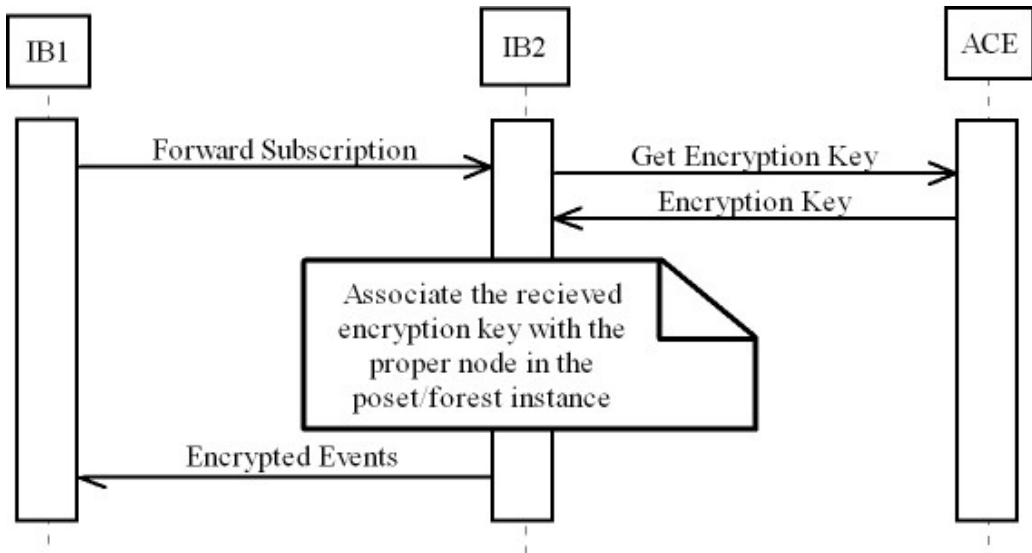 IB1
IB2
ACE
Forward Subscription
Get Encryption Key
Encryption Key
Associate the recieved
encryption key with the
proper node in the
poset/forest instance
Encrypted Events